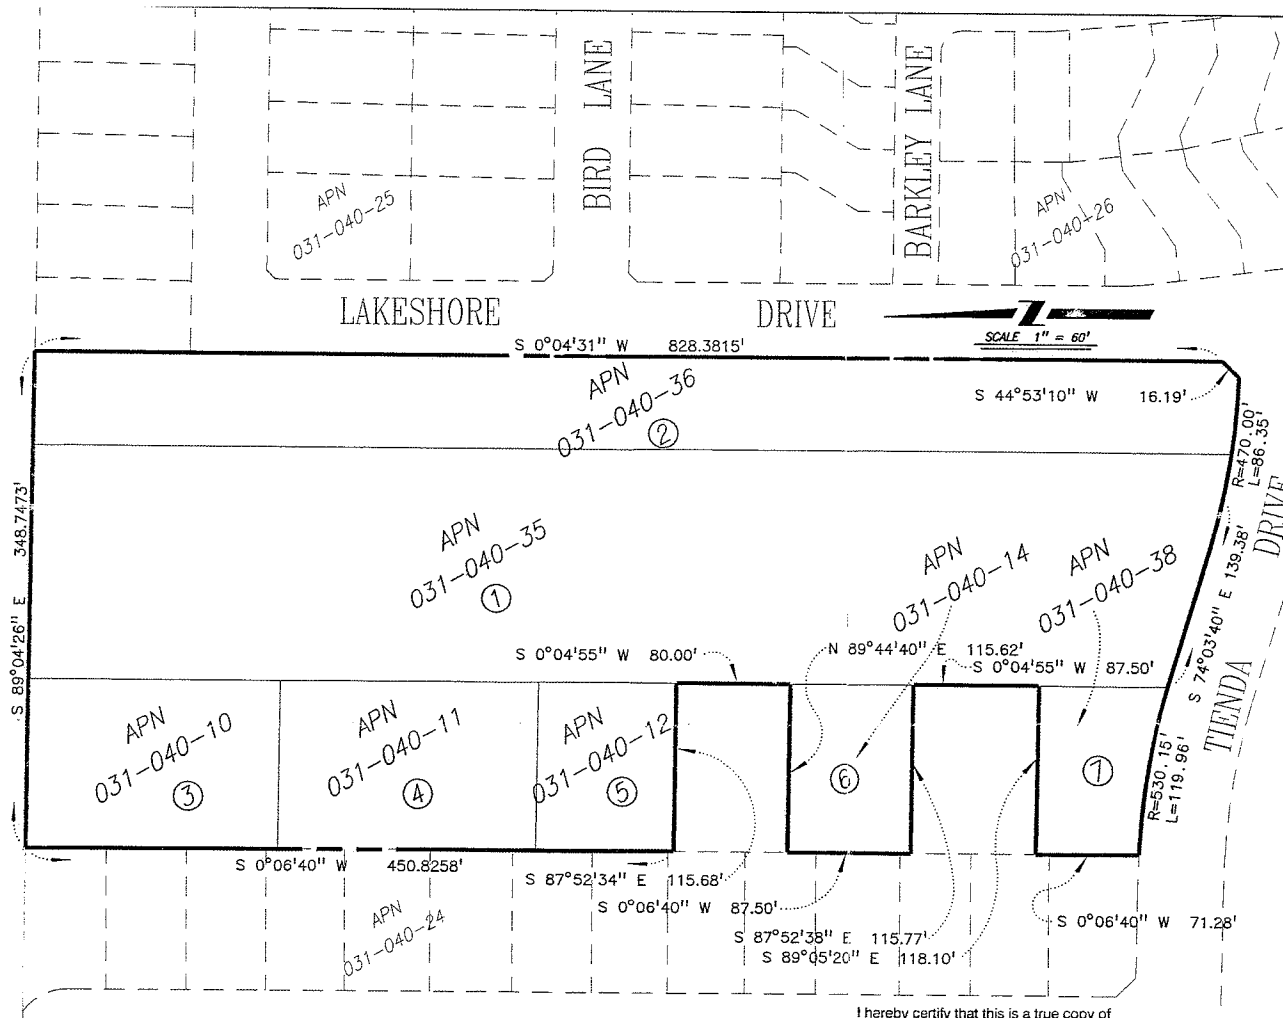 BIRD LANE
BARKLEY LANE
APN
031-040-25
APN
031-040-26
LAKESHORE
DRIVE
SCALE 1" = 60'
S 0°04'31" W 828.3815'
S 44°53'10" W 16.19'
APN
031-040-36
2
R=470.00'
L=86.35'
DRIVE
S 89°04'26" E 348.7473'
APN
031-040-35
1
APN
031-040-14
APN
031-040-38
S 74°03'40" E 139.38'
N 89°44'40" E 115.62'
S 0°04'55" W 80.00'
S 0°04'55" W 87.50'
TIENDA
APN
031-040-10
3
APN
031-040-11
4
APN
031-040-12
5
6
7
R=530.15'
L=119.96'
S 0°06'40" W 450.8258'
S 87°52'34" E 115.68'
S 0°06'40" W 87.50'
S 0°06'40" W 71.28'
S 87°52'38" E 115.77'
S 89°05'20" E 118.10'
APN
031-040-24
I hereby certify that this is a true copy of